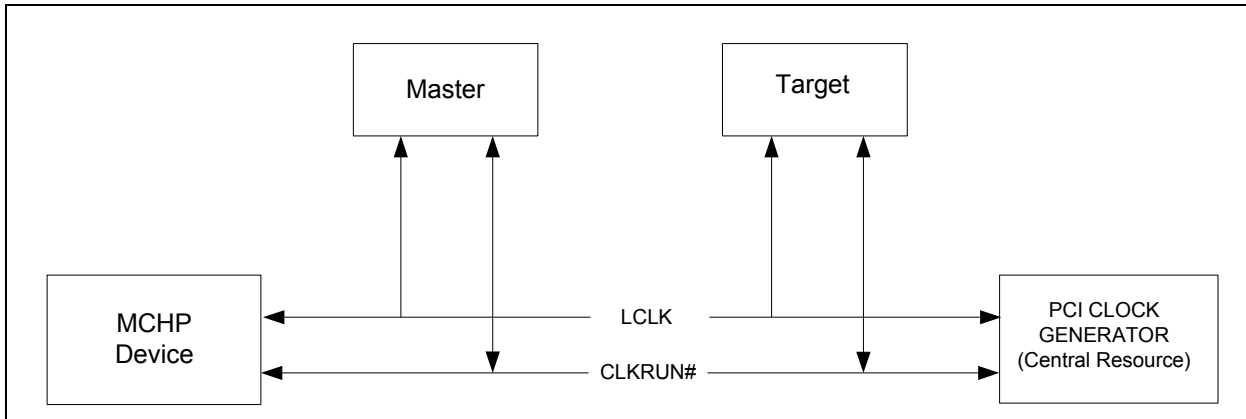 Master
Target
MCHP
Device
LCLK
CLKRUN#
PCI CLOCK
GENERATOR
(Central Resource)